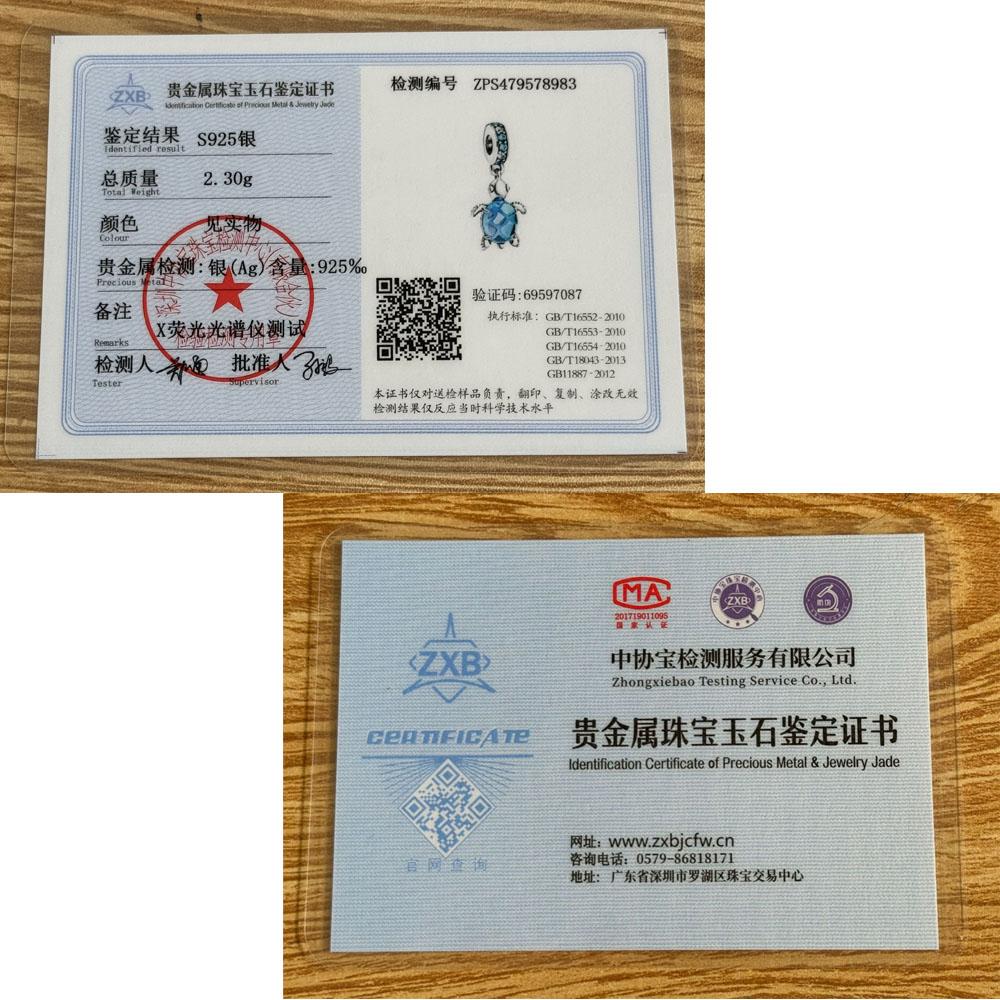 ZXB
贵金属珠宝玉石鉴定证书
Identification Certificate of Precious Metal & Jewelry Jade
鉴定结果 S925银
Identified result
总质量 2.30g
Total Weight
颜色 见实物
Colour
贵金属检测:银(Ag)含量:925‰
Precious Metal
备注
X荧光光谱仪测试
Remarks
检测人 批准人
Tester Supervisor
检测编号 ZPS479578983
验证码:69597087
执行标准: GB/T16552-2010
GB/T16553-2010
GB/T16554-2010
GB/T18043-2013
GB11887-2012
本证书仅对送检样品负责，翻印、复制、涂改无效
检测结果仅反应当时科学技术水平
ZXB
CERTIFICATE
官网查询
MA
201719011095
国家认证
ZXB
中协宝检测服务有限公司
Zhongxiebao Testing Service Co., Ltd.
贵金属珠宝玉石鉴定证书
Identification Certificate of Precious Metal & Jewelry Jade
网址: www.zxbjcfw.cn
咨询电话: 0579-86818171
地址: 广东省深圳市罗湖区珠宝交易中心